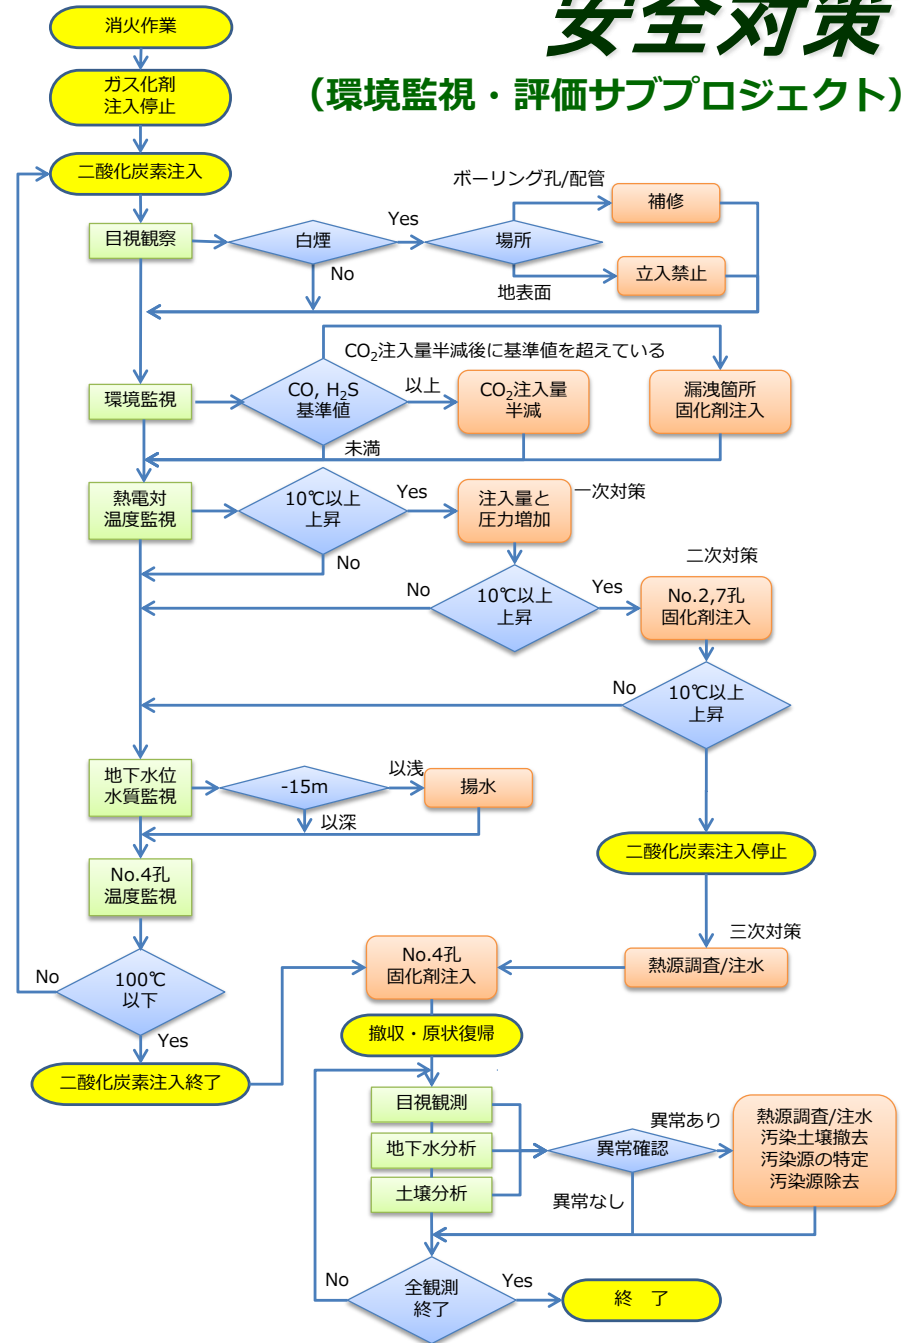 安全対策
（環境監視・評価サブプロジェクト）
消火作業
ガス化剤
注入停止
二酸化炭素注入
目視観察
白煙
Yes
No
場所
ボーリング孔/配管
補修
地表面
立入禁止
CO₂注入量半減後に基準値を超えている
環境監視
CO, H₂S
基準値
以上
CO₂注入量
半減
漏洩箇所
固化剤注入
未満
熱電対
温度監視
10℃以上
上昇
Yes
No
注入量と
圧力増加
一次対策
10℃以上
上昇
No
Yes
二次対策
No.2,7孔
固化剤注入
10℃以上
上昇
No
地下水位
水質監視
-15m
以浅
揚水
以深
二酸化炭素注入停止
No.4孔
温度監視
三次対策
熱源調査/注水
100℃
以下
No
Yes
No.4孔
固化剤注入
二酸化炭素注入終了
撤収・原状復帰
目視観測
地下水分析
土壌分析
異常確認
異常あり
異常なし
熱源調査/注水
汚染土壌撤去
汚染源の特定
汚染源除去
全観測
終了
No
Yes
終　了